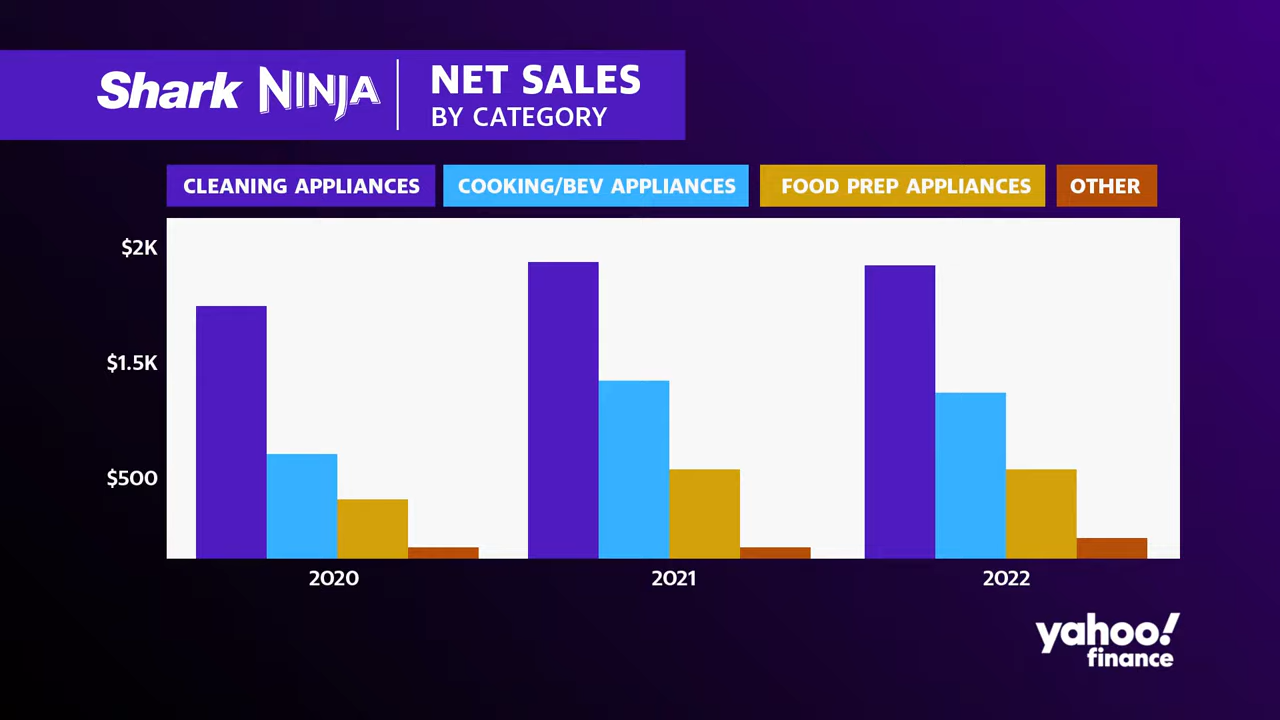 Shark NINJA
NET SALES
BY CATEGORY
CLEANING APPLIANCES
COOKING/BEV APPLIANCES
FOOD PREP APPLIANCES
OTHER
$2K
$1.5K
$500
2020
2021
2022
yahoo!
finance